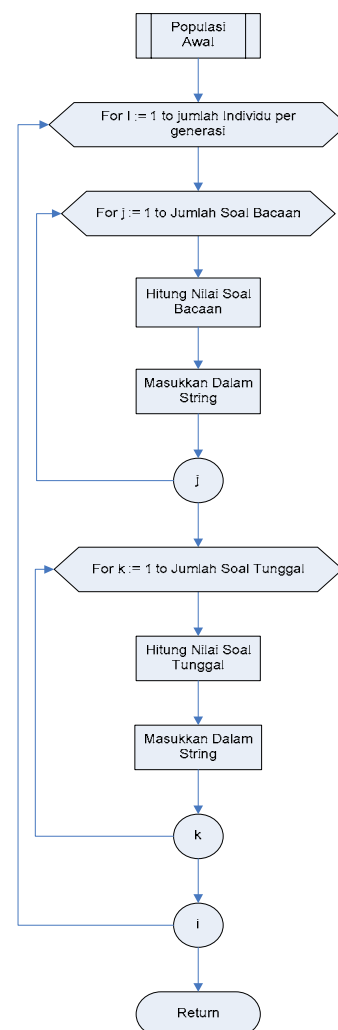 Populasi
Awal
For I := 1 to jumlah Individu per
generasi
For j := 1 to Jumlah Soal Bacaan
Hitung Nilai Soal
Bacaan
Masukkan Dalam
String
j
For k := 1 to Jumlah Soal Tunggal
Hitung Nilai Soal
Tunggal
Masukkan Dalam
String
k
i
Return